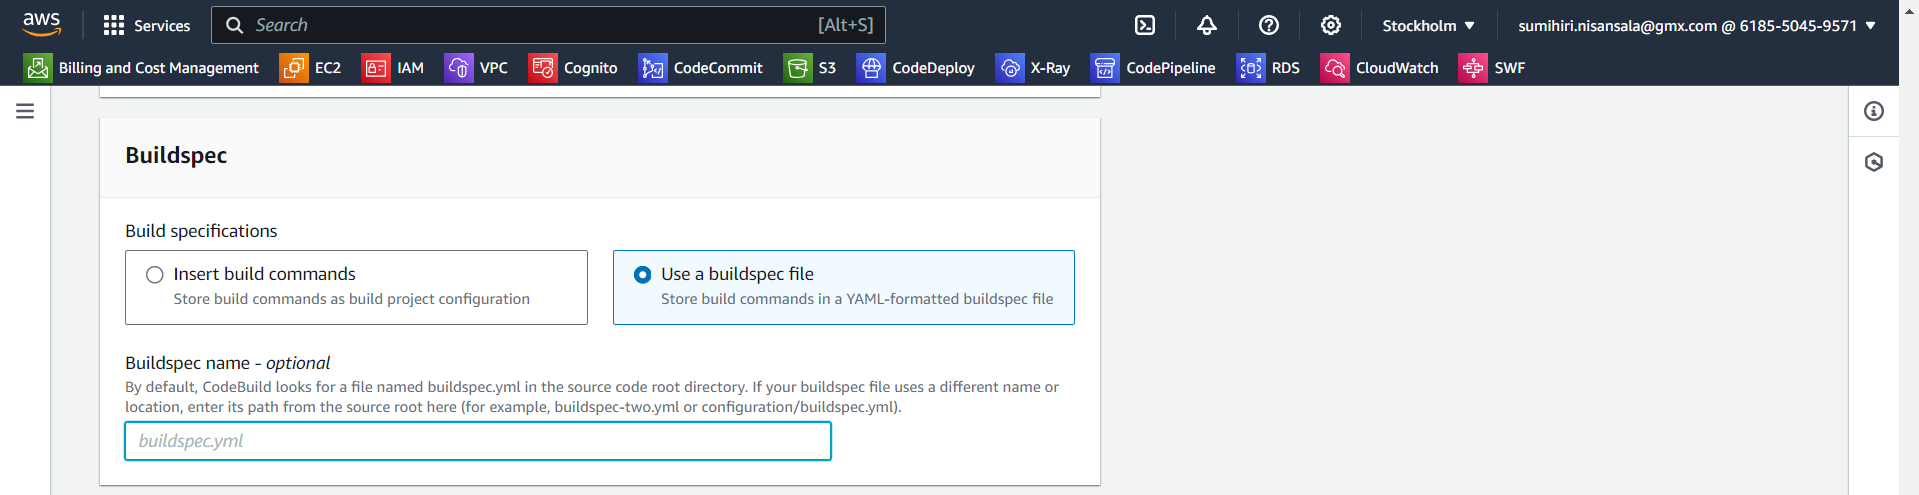 aws Services Search [Alt+S] Stockholm sumihiri.nisansala@gmx.com @ 6185-5045-9571
Billing and Cost Management EC2 IAM VPC Cognito CodeCommit S3 CodeDeploy X-Ray CodePipeline RDS CloudWatch SWF
Buildspec
Build specifications
Insert build commands
Store build commands as build project configuration
Use a buildspec file
Store build commands in a YAML-formatted buildspec file
Buildspec name - optional
By default, CodeBuild looks for a file named buildspec.yml in the source code root directory. If your buildspec file uses a different name or
location, enter its path from the source root here (for example, buildspec-two.yml or configuration/buildspec.yml).
buildspec.yml